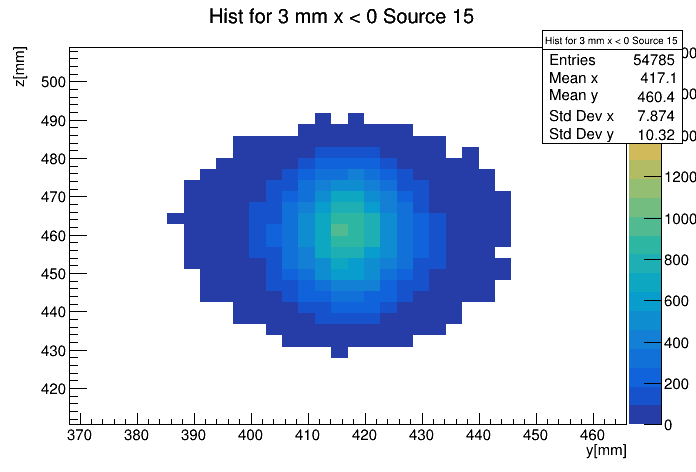 Hist for 3 mm x < 0 Source 15
Hist for 3 mm x < 0 Source 15
Entries 54785
Mean x 417.1
Mean y 460.4
Std Dev x 7.874
Std Dev y 10.32
z[mm]
500
490
480
470
460
450
440
430
420
370 380 390 400 410 420 430 440 450 460
y[mm]
1200
1000
800
600
400
200
0